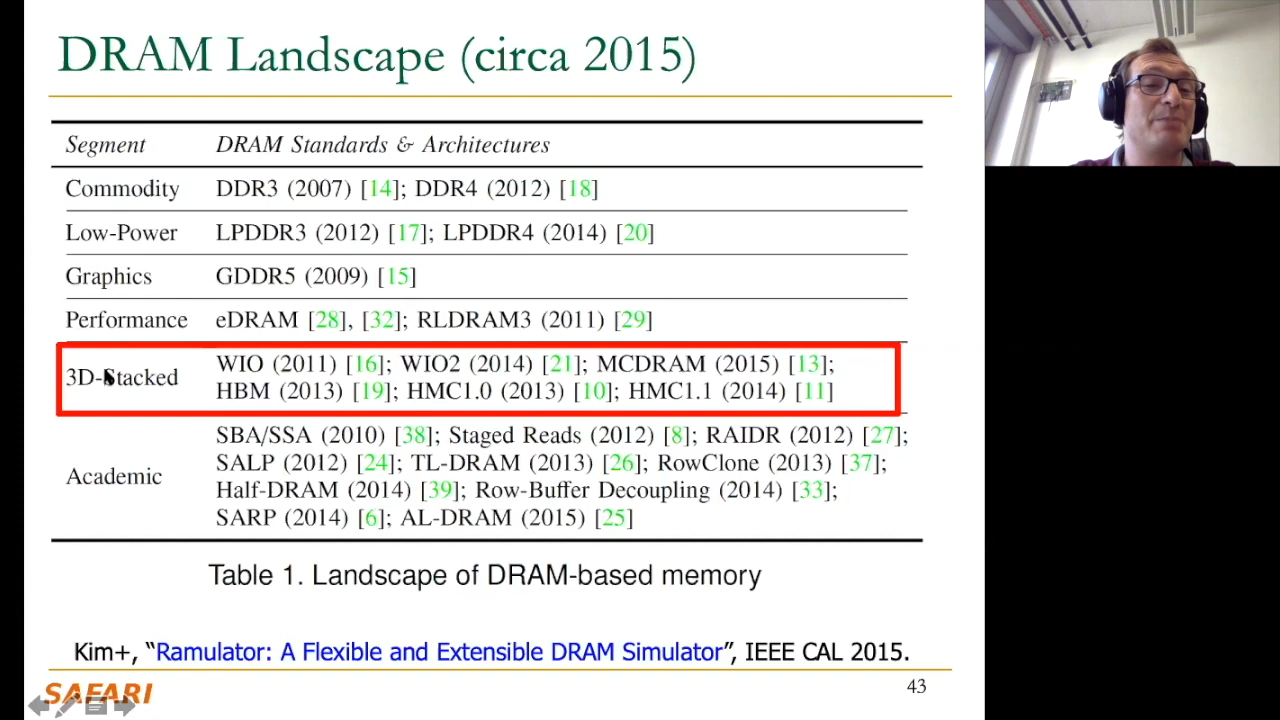 DRAM Landscape (circa 2015)
Segment DRAM Standards & Architectures
Commodity DDR3 (2007) [14]; DDR4 (2012) [18]
Low-Power LPDDR3 (2012) [17]; LPDDR4 (2014) [20]
Graphics GDDR5 (2009) [15]
Performance eDRAM [28], [32]; RLDRAM3 (2011) [29]
3D-Stacked WIO (2011) [16]; WIO2 (2014) [21]; MCDRAM (2015) [13];
HBM (2013) [19]; HMC1.0 (2013) [10]; HMC1.1 (2014) [11]
Academic SBA/SSA (2010) [38]; Staged Reads (2012) [8]; RAIDR (2012) [27];
SALP (2012) [24]; TL-DRAM (2013) [26]; RowClone (2013) [37];
Half-DRAM (2014) [39]; Row-Buffer Decoupling (2014) [33];
SARP (2014) [6]; AL-DRAM (2015) [25]
Table 1. Landscape of DRAM-based memory
Kim+, “Ramulator: A Flexible and Extensible DRAM Simulator”, IEEE CAL 2015.
SAFARI 43